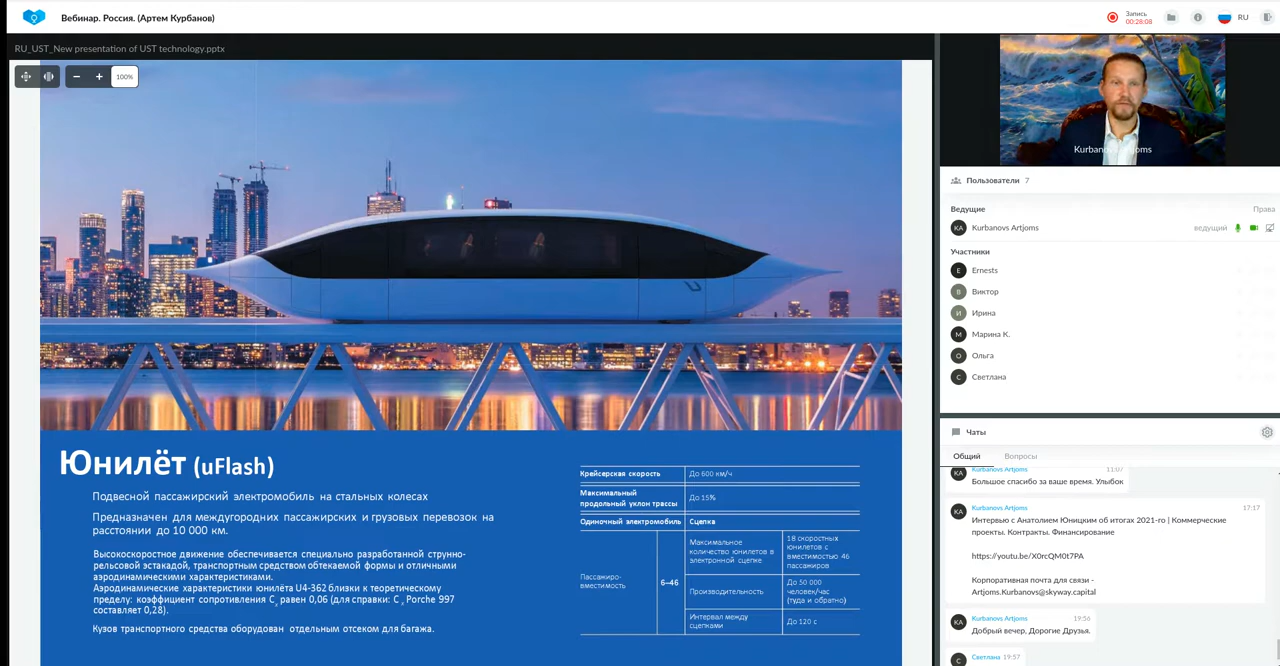 Вебинар. Россия. (Артем Курбанов)
Запись
00:28:08
RU
RU_UST_New presentation of UST technology.pptx
100%
Юнилёт (uFlash)
Подвесной пассажирский электромобиль на стальных колесах
Предназначен для междугородних пассажирских и грузовых перевозок на
расстоянии до 10 000 км.
Высокоскоростное движение обеспечивается специально разработанной струнно-
рельсовой эстакадой, транспортным средством обтекаемой формы и отличными
аэродинамическими характеристиками.
Аэродинамические характеристики юнилёта U4-362 близки к теоретическому
пределу: коэффициент сопротивления C x равен 0,06 (для справки: C x Porche 997
составляет 0,28).
Кузов транспортного средства оборудован отдельным отсеком для багажа.
Крейсерская скорость
До 600 км/ч
Максимальный
продольный уклон трассы
До 15%
Одиночный электромобиль
Сцепка
Пассажиро-
вместимость
6–46
Максимальное
количество юнилетов в
электронной сцепке
18 скоростных
юнилетов с
вместимостью 46
пассажиров
Производительность
До 50 000
человек/час
(туда и обратно)
Интервал между
сцепками
До 120 с
Kurbanovs Artjoms
Пользователи 7
Ведущие
Права
KA Kurbanovs Artjoms
ведущий
Участники
E Ernests
В Виктор
И Ирина
М Марина К.
О Ольга
С Светлана
Чаты
Общий
Вопросы
KA Kurbanovs Artjoms 11:07
Большое спасибо за ваше время. Улыбок
KA Kurbanovs Artjoms 17:17
Интервью с Анатолием Юницким об итогах 2021-го | Коммерческие
проекты. Контракты. Финансирование
https://youtu.be/X0rcQM0t7PA
Корпоративная почта для связи -
Artjoms.Kurbanovs@skyway.capital
KA Kurbanovs Artjoms 19:56
Добрый вечер, Дорогие Друзья.
С Светлана 19:57